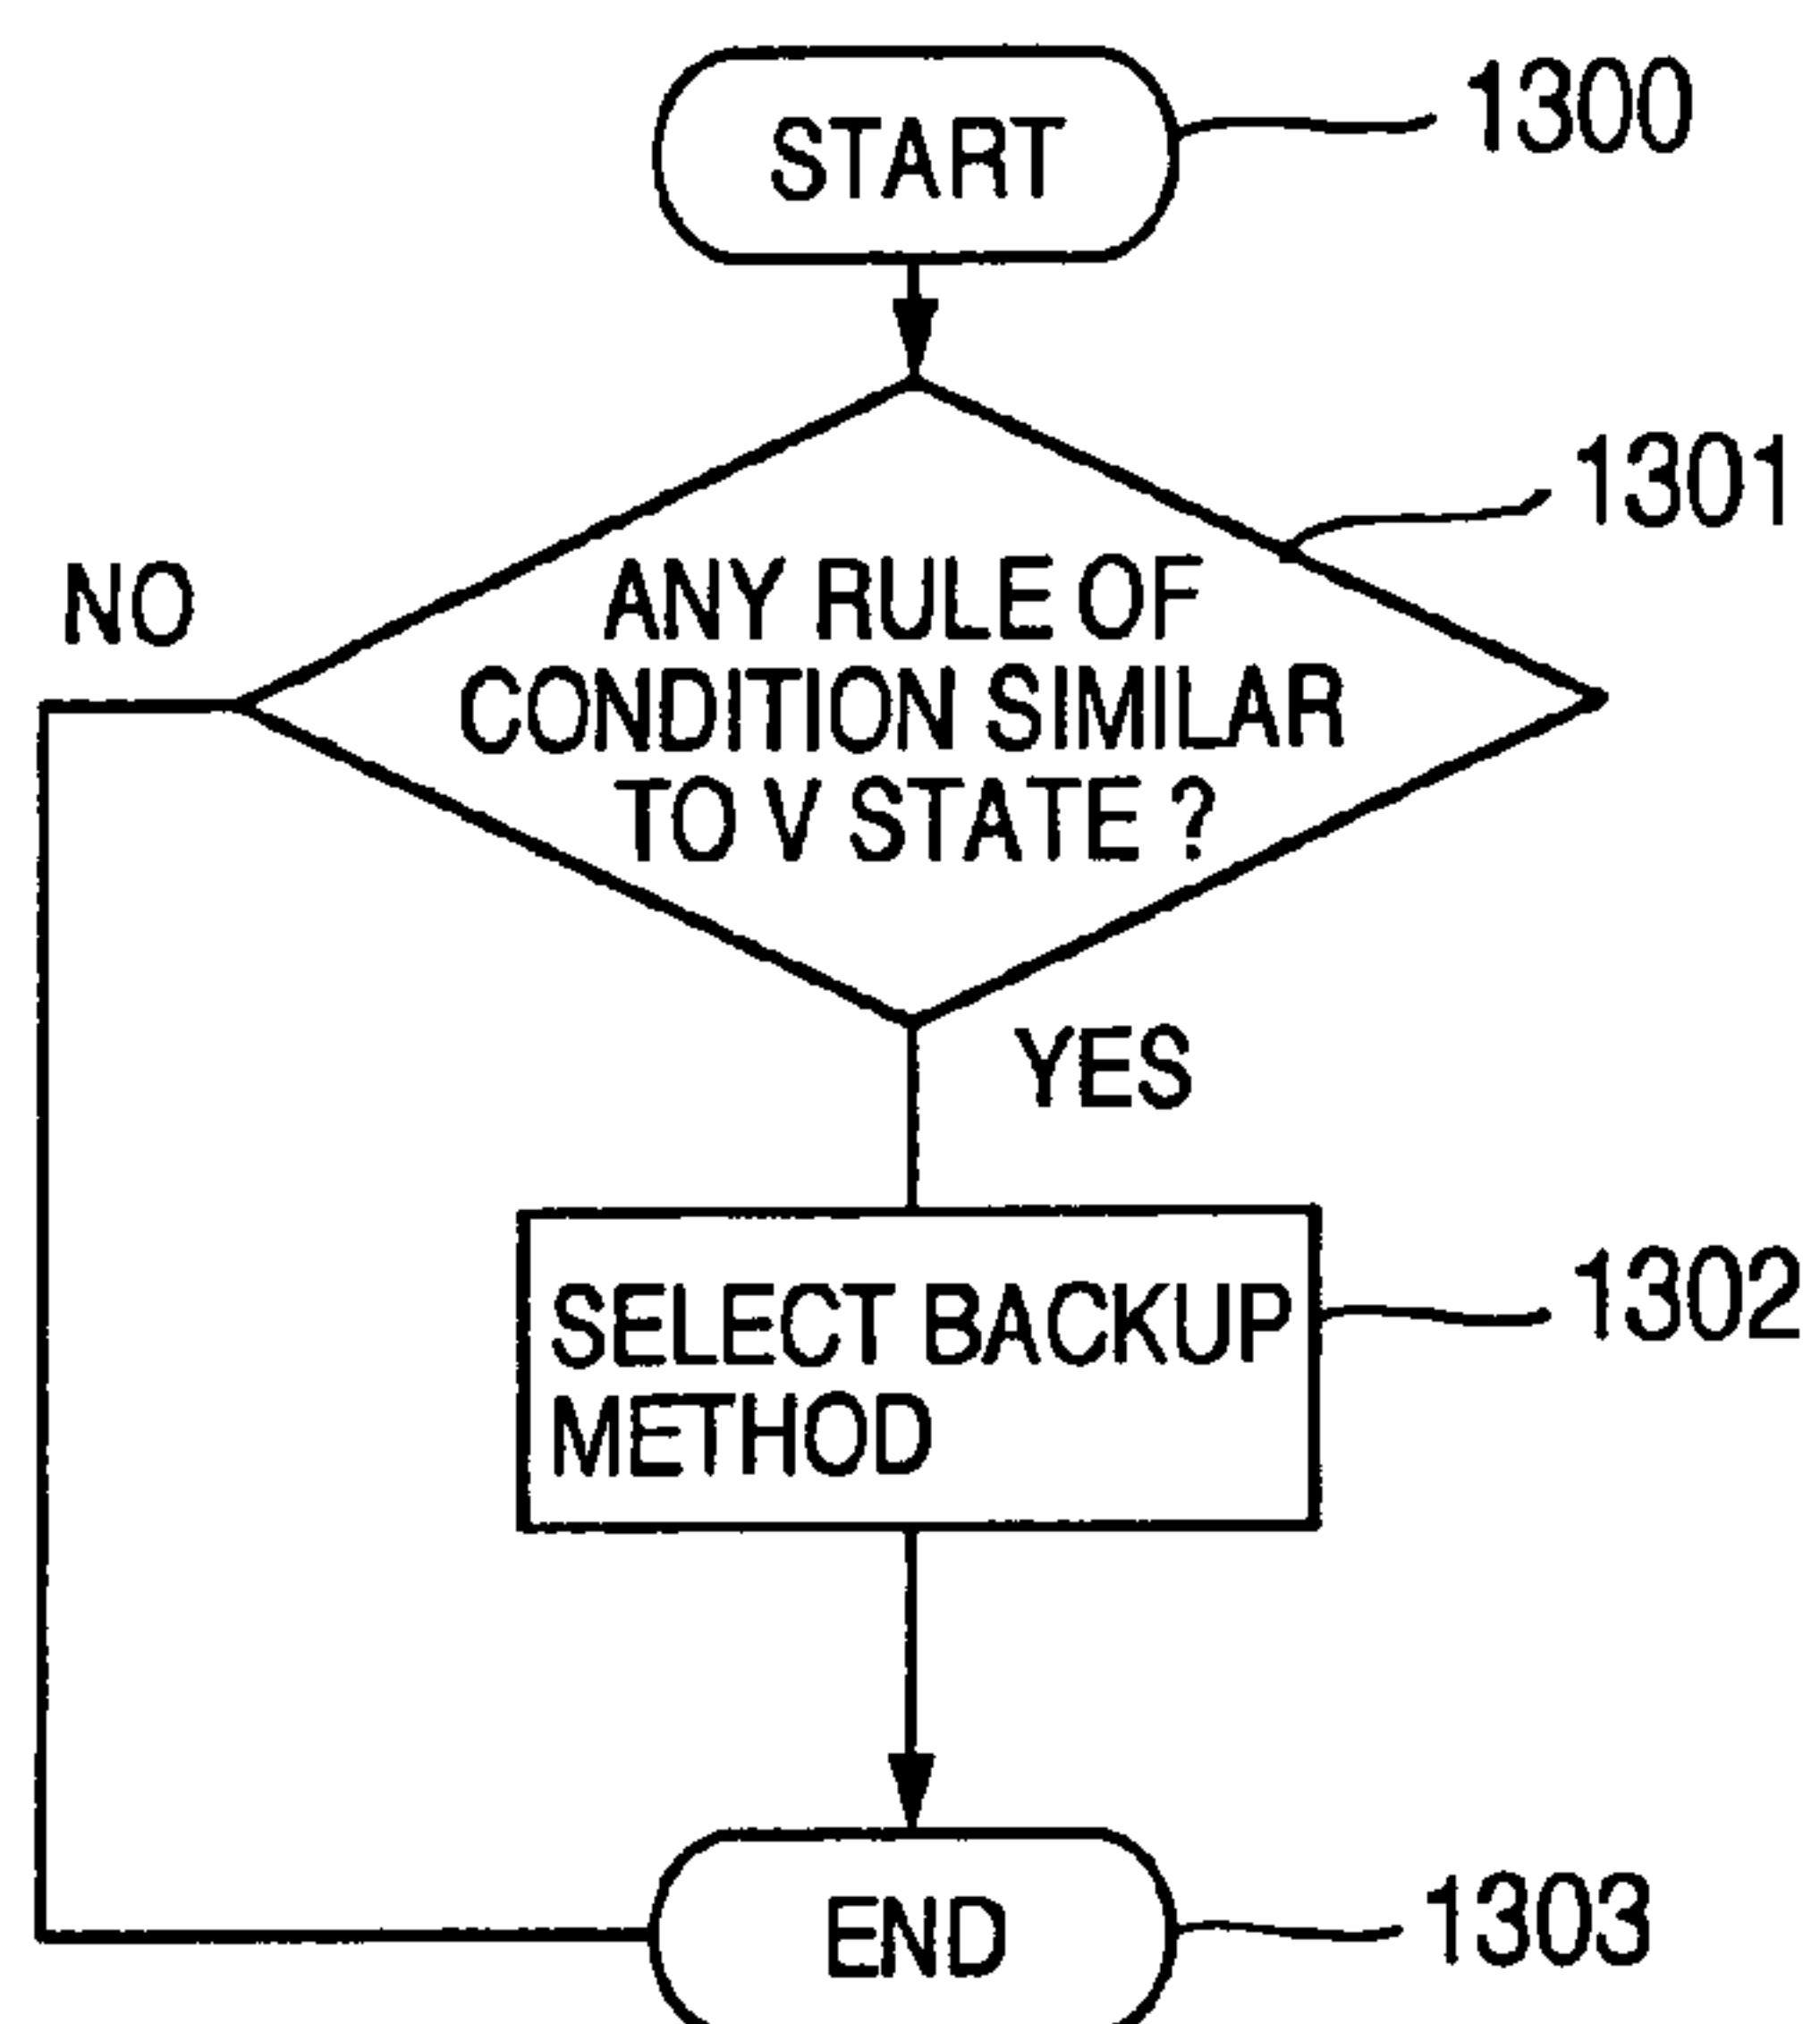 START
1300
1301
NO
ANY RULE OF
CONDITION SIMILAR
TO V STATE ?
YES
SELECT BACKUP
METHOD
1302
END
1303